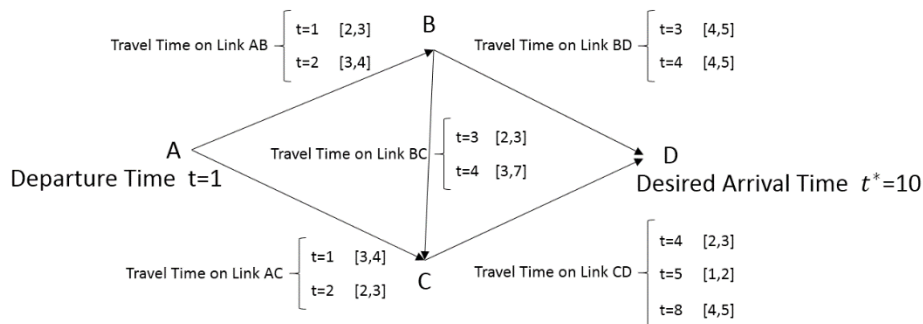 Travel Time on Link AB
t=1 [2,3]
t=2 [3,4]
B
Travel Time on Link BD
t=3 [4,5]
t=4 [4,5]
A
Departure Time t=1
Travel Time on Link BC
t=3 [2,3]
t=4 [3,7]
D
Desired Arrival Time t*=10
Travel Time on Link AC
t=1 [3,4]
t=2 [2,3]
C
Travel Time on Link CD
t=4 [2,3]
t=5 [1,2]
t=8 [4,5]